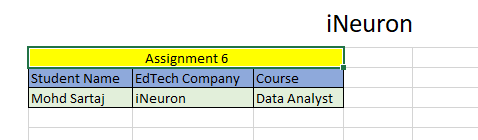 iNeuron
Assignment 6
Student Name EdTech Company Course
Mohd Sartaj iNeuron Data Analyst